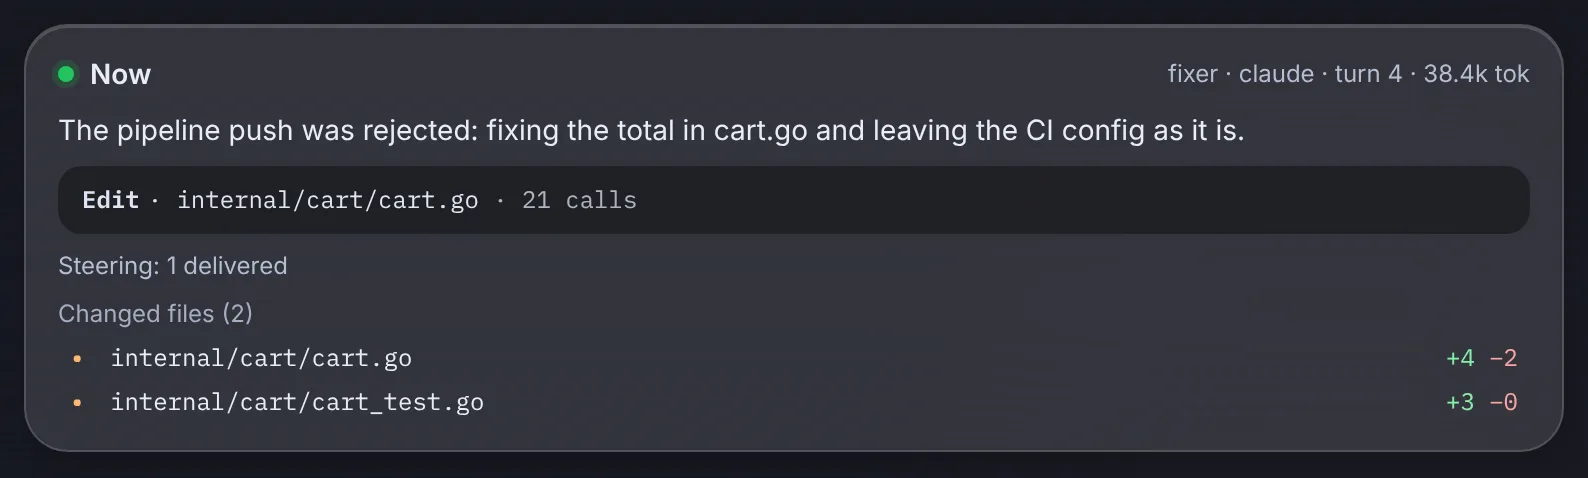 Now
fixer · claude · turn 4 · 38.4k tok
The pipeline push was rejected: fixing the total in cart.go and leaving the CI config as it is.
Edit · internal/cart/cart.go · 21 calls
Steering: 1 delivered
Changed files (2)
• internal/cart/cart.go +4 −2
• internal/cart/cart_test.go +3 −0